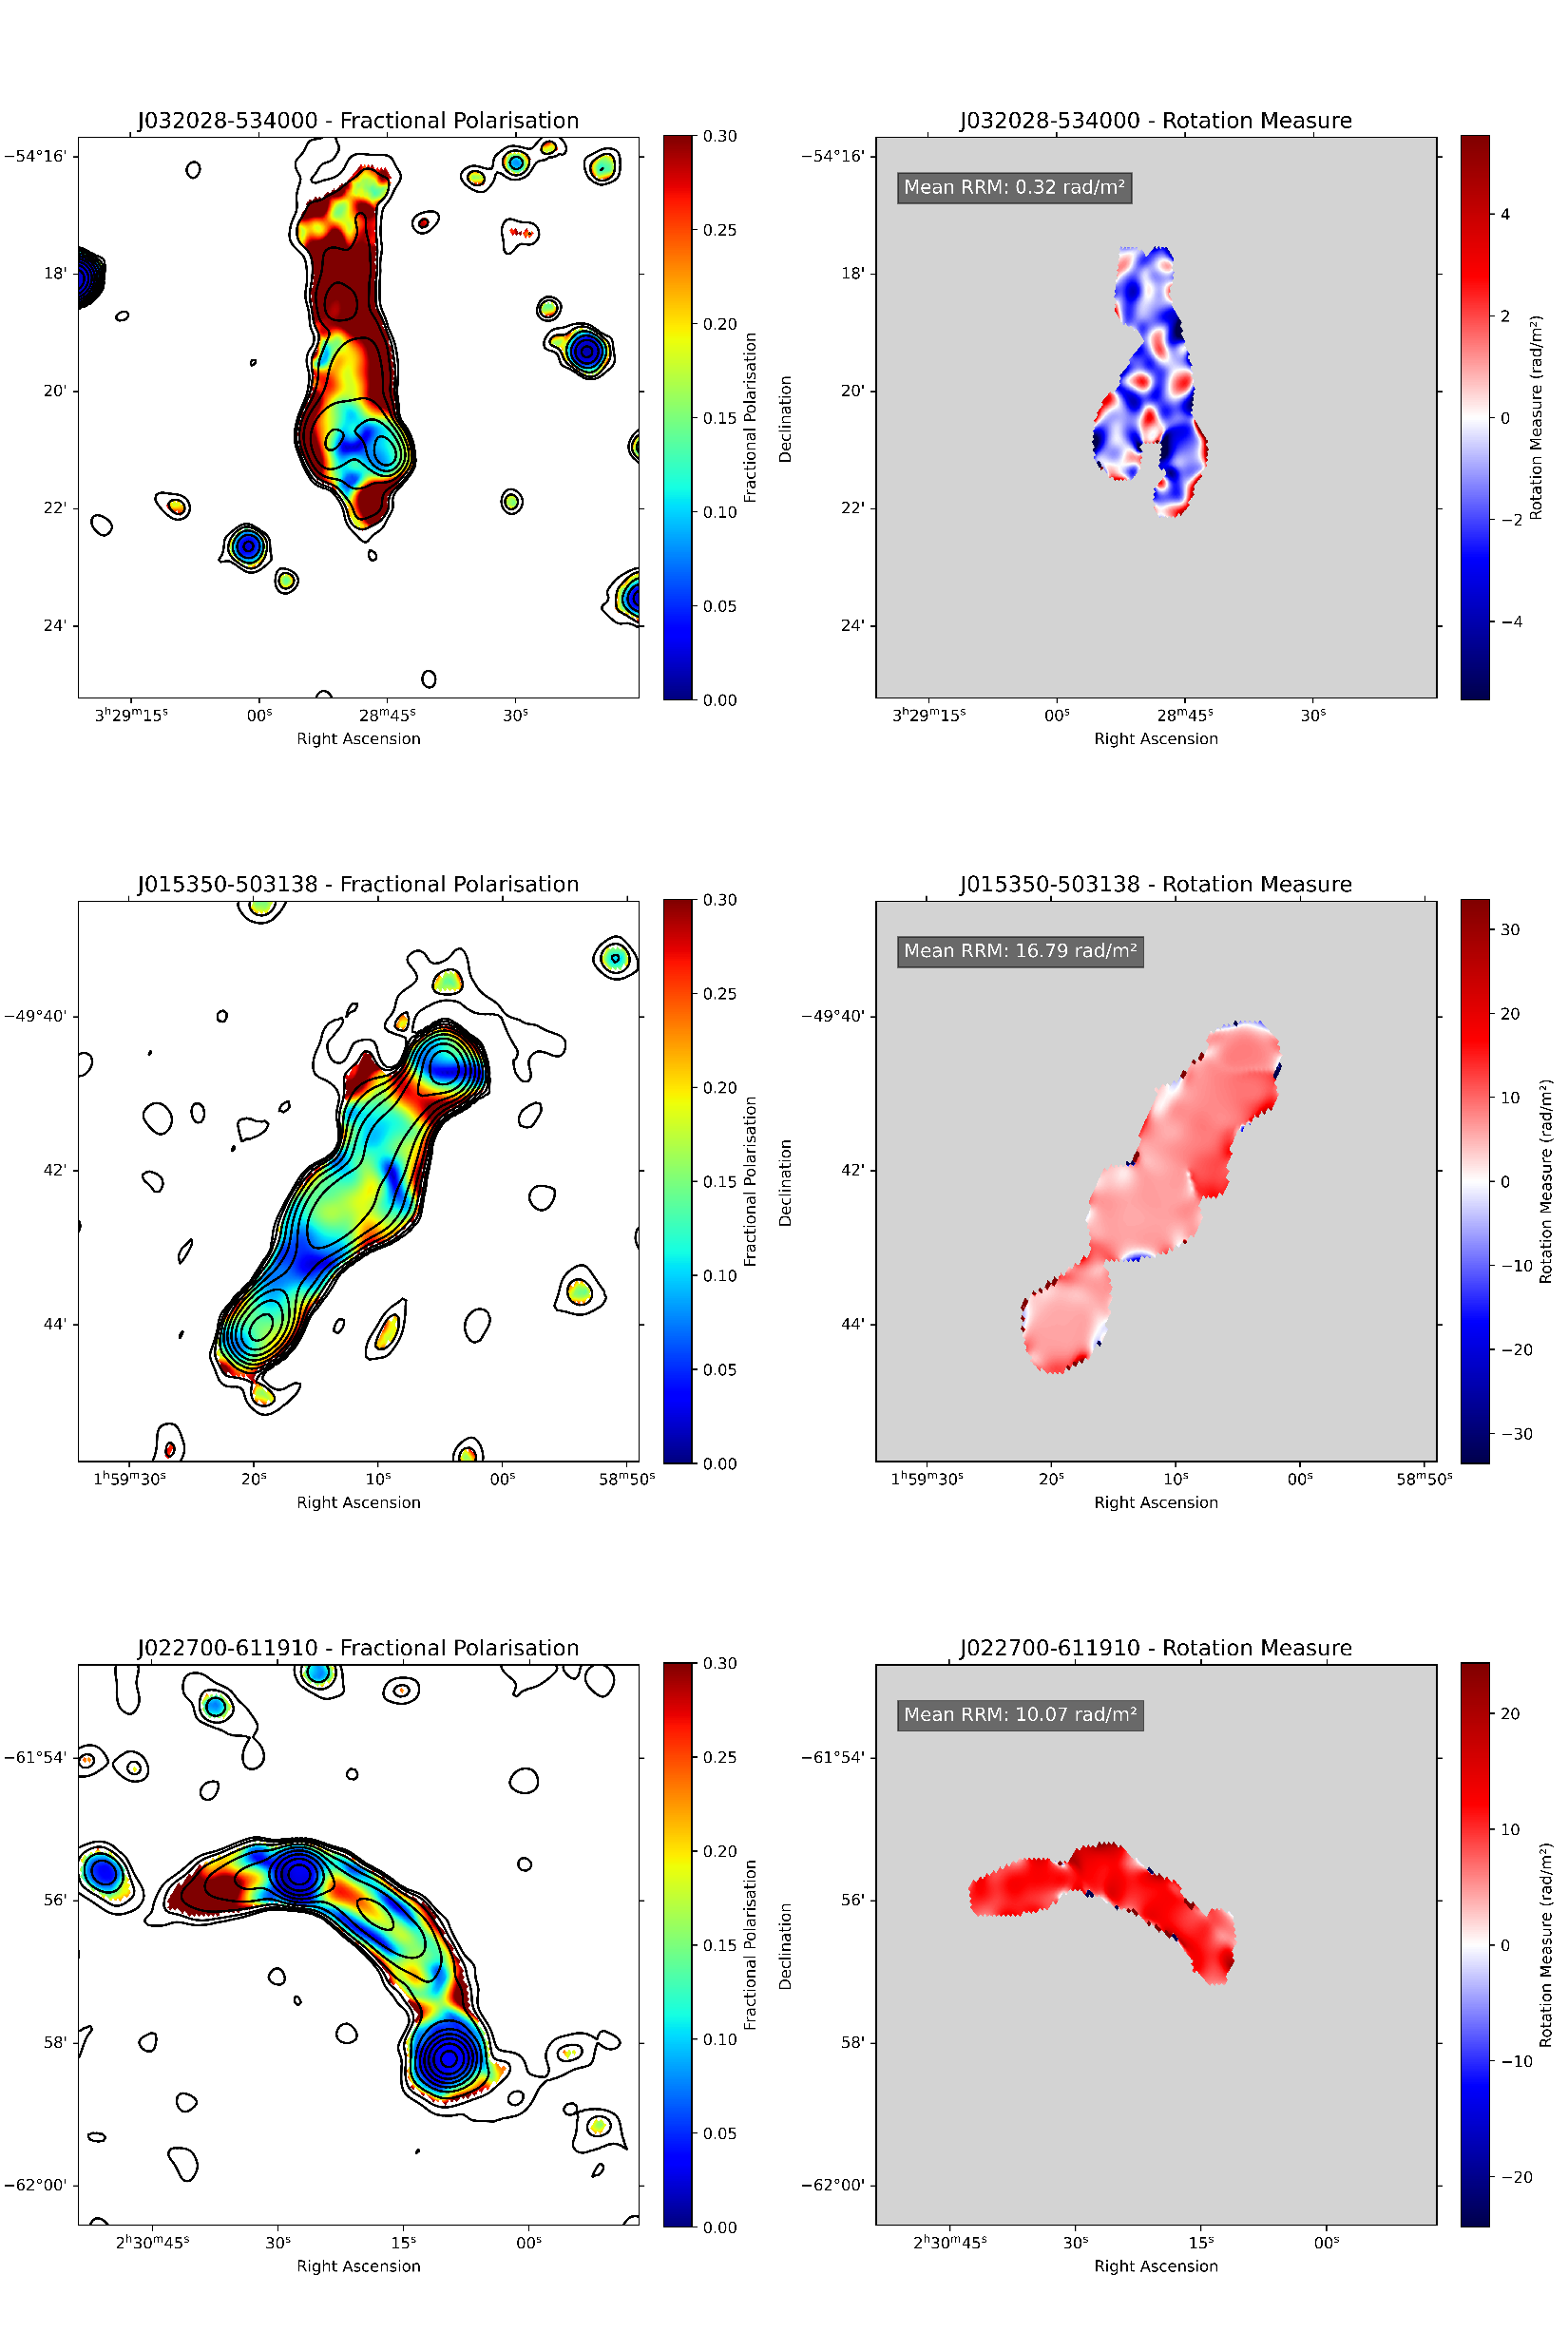 J032028-534000 - Fractional Polarisation
−54°16'
18'
20'
22'
24'
3ʰ29ᵐ15ˢ 00ˢ 28ᵐ45ˢ 30ˢ
Right Ascension
0.30
0.25
0.20
0.15
0.10
0.05
0.00
Fractional Polarisation
J032028-534000 - Rotation Measure
Mean RRM: 0.32 rad/m²
Declination
−54°16'
18'
20'
22'
24'
3ʰ29ᵐ15ˢ 00ˢ 28ᵐ45ˢ 30ˢ
Right Ascension
4
2
0
−2
−4
Rotation Measure (rad/m²)
J015350-503138 - Fractional Polarisation
−49°40'
42'
44'
1ʰ59ᵐ30ˢ 20ˢ 10ˢ 00ˢ 58ᵐ50ˢ
Right Ascension
0.30
0.25
0.20
0.15
0.10
0.05
0.00
Fractional Polarisation
J015350-503138 - Rotation Measure
Mean RRM: 16.79 rad/m²
Declination
−49°40'
42'
44'
1ʰ59ᵐ30ˢ 20ˢ 10ˢ 00ˢ 58ᵐ50ˢ
Right Ascension
30
20
10
0
−10
−20
−30
Rotation Measure (rad/m²)
J022700-611910 - Fractional Polarisation
−61°54'
56'
58'
−62°00'
2ʰ30ᵐ45ˢ 30ˢ 15ˢ 00ˢ
Right Ascension
0.30
0.25
0.20
0.15
0.10
0.05
0.00
Fractional Polarisation
J022700-611910 - Rotation Measure
Mean RRM: 10.07 rad/m²
Declination
−61°54'
56'
58'
−62°00'
2ʰ30ᵐ45ˢ 30ˢ 15ˢ 00ˢ
Right Ascension
20
10
0
−10
−20
Rotation Measure (rad/m²)